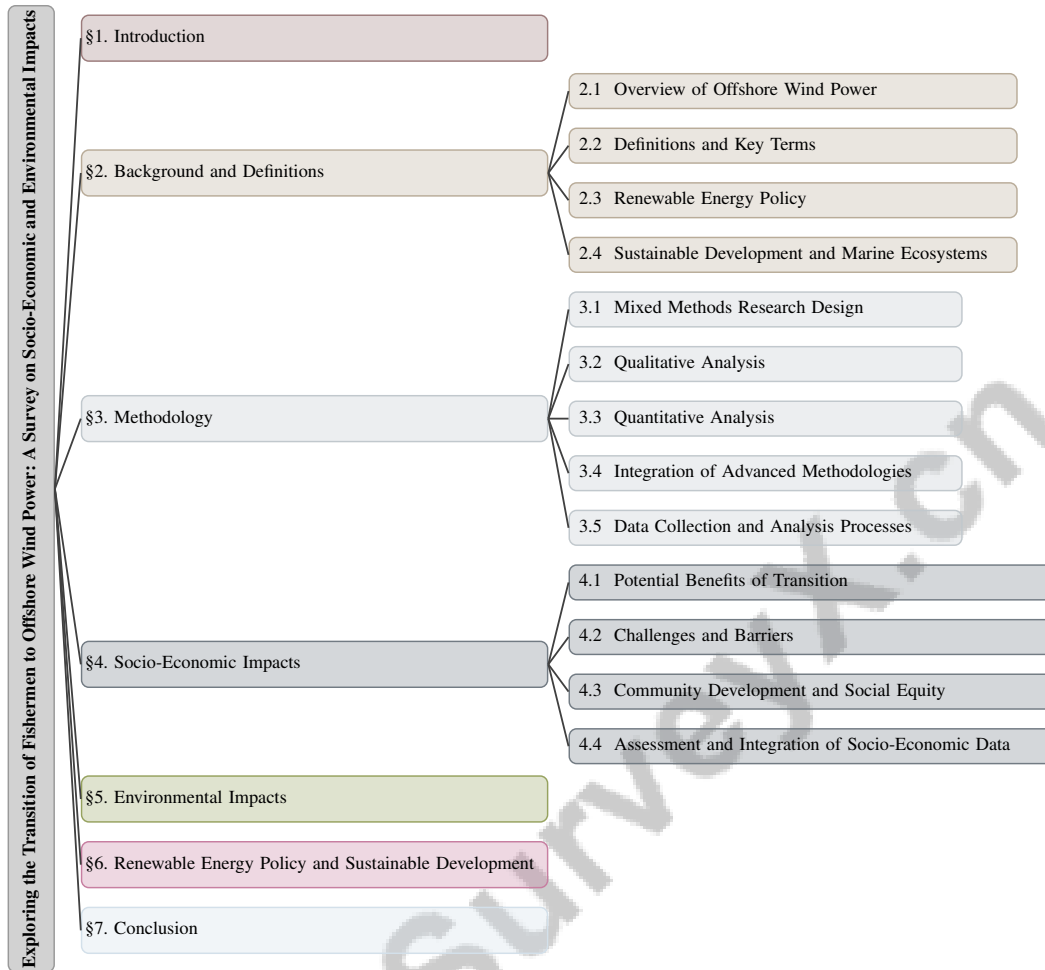 Exploring the Transition of Fishermen to Offshore Wind Power: A Survey on Socio-Economic and Environmental Impacts
§1. Introduction
§2. Background and Definitions
2.1 Overview of Offshore Wind Power
2.2 Definitions and Key Terms
2.3 Renewable Energy Policy
2.4 Sustainable Development and Marine Ecosystems
§3. Methodology
3.1 Mixed Methods Research Design
3.2 Qualitative Analysis
3.3 Quantitative Analysis
3.4 Integration of Advanced Methodologies
3.5 Data Collection and Analysis Processes
§4. Socio-Economic Impacts
4.1 Potential Benefits of Transition
4.2 Challenges and Barriers
4.3 Community Development and Social Equity
4.4 Assessment and Integration of Socio-Economic Data
§5. Environmental Impacts
§6. Renewable Energy Policy and Sustainable Development
§7. Conclusion
SurveyX.cn